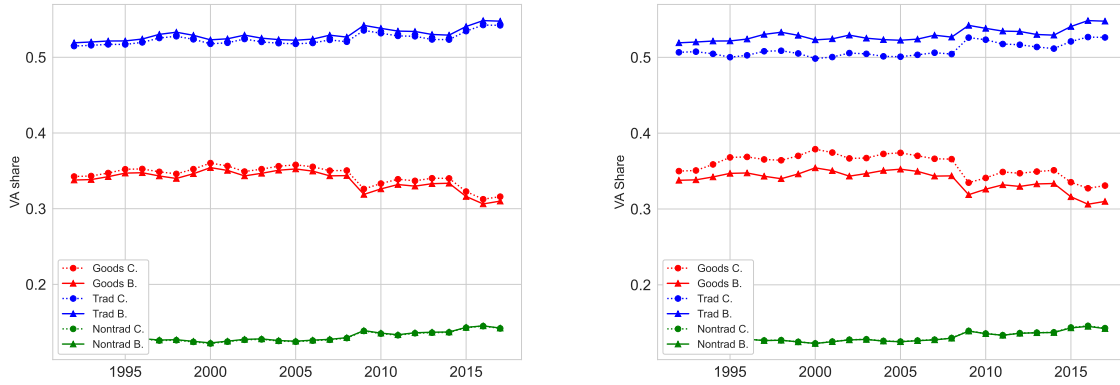 0.5
0.4
0.3
0.2
VA share
Goods C.
Goods B.
Trad C.
Trad B.
Nontrad C.
Nontrad B.
1995 2000 2005 2010 2015
0.5
0.4
0.3
0.2
VA Share
Goods C.
Goods B.
Trad C.
Trad B.
Nontrad C.
Nontrad B.
1995 2000 2005 2010 2015